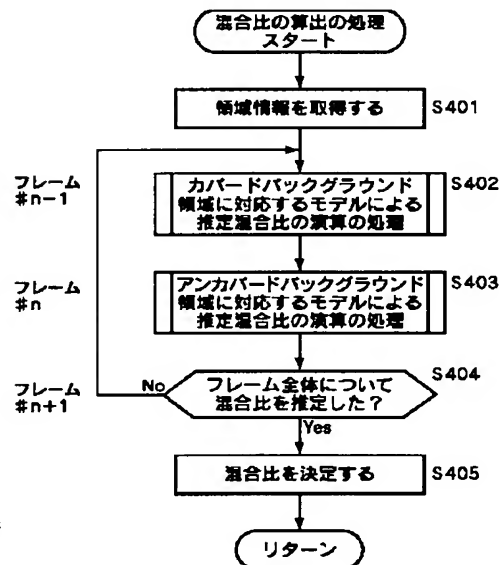 混合比の算出の処理
スタート
領域情報を取得する
S401
フレーム
#n-1
カバードバックグラウンド
領域に対応するモデルによる
推定混合比の演算の処理
S402
フレーム
#n
アンカバードバックグラウンド
領域に対応するモデルによる
推定混合比の演算の処理
S403
フレーム
#n+1
No
フレーム全体について
混合比を推定した?
S404
Yes
混合比を決定する
S405
リターン